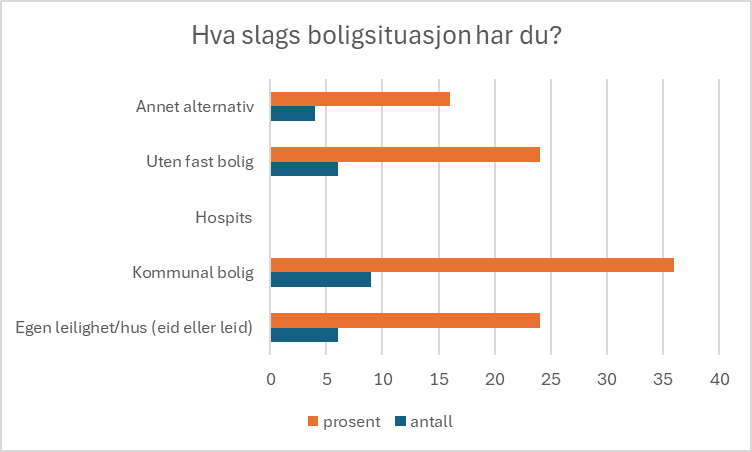 Hva slags boligsituasjon har du?
Annet alternativ
Uten fast bolig
Hospits
Kommunal bolig
Egen leilighet/hus (eid eller leid)
0 5 10 15 20 25 30 35 40
prosent antall